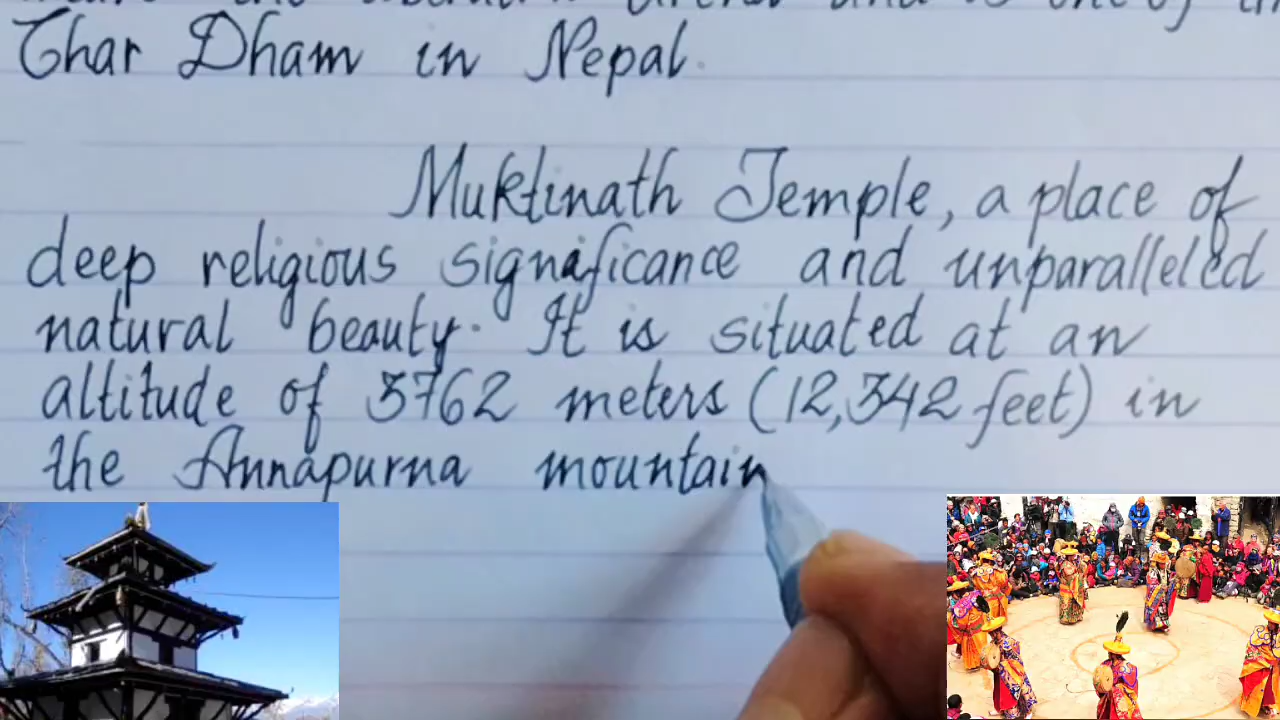 Char Dham in Nepal.
Muktinath Temple, a place of
deep religious significance and unparalleled
natural beauty. It is situated at an
altitude of 3762 meters (12,342 feet) in
the Annapurna mountain